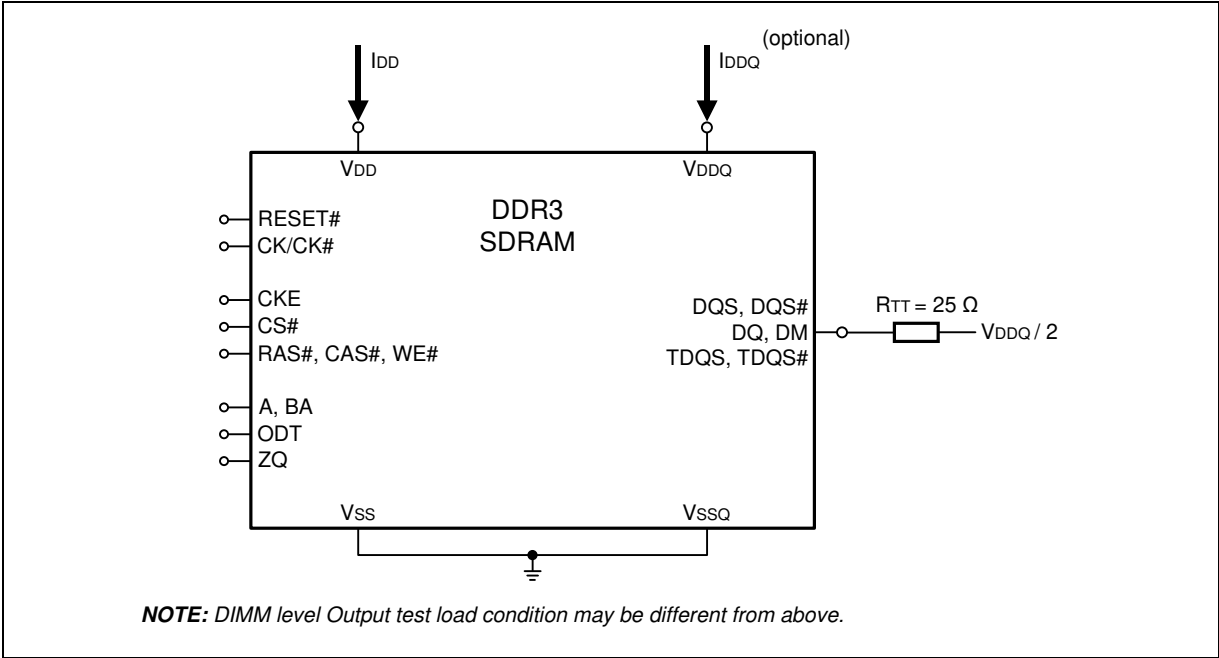 (optional)
IDD
IDDQ
VDD
VDDQ
DDR3
SDRAM
RESET#
CK/CK#
CKE
CS#
RAS#, CAS#, WE#
A, BA
ODT
ZQ
DQS, DQS#
DQ, DM
TDQS, TDQS#
RTT = 25 Ω
VDDQ / 2
VSS
VSSQ
NOTE: DIMM level Output test load condition may be different from above.